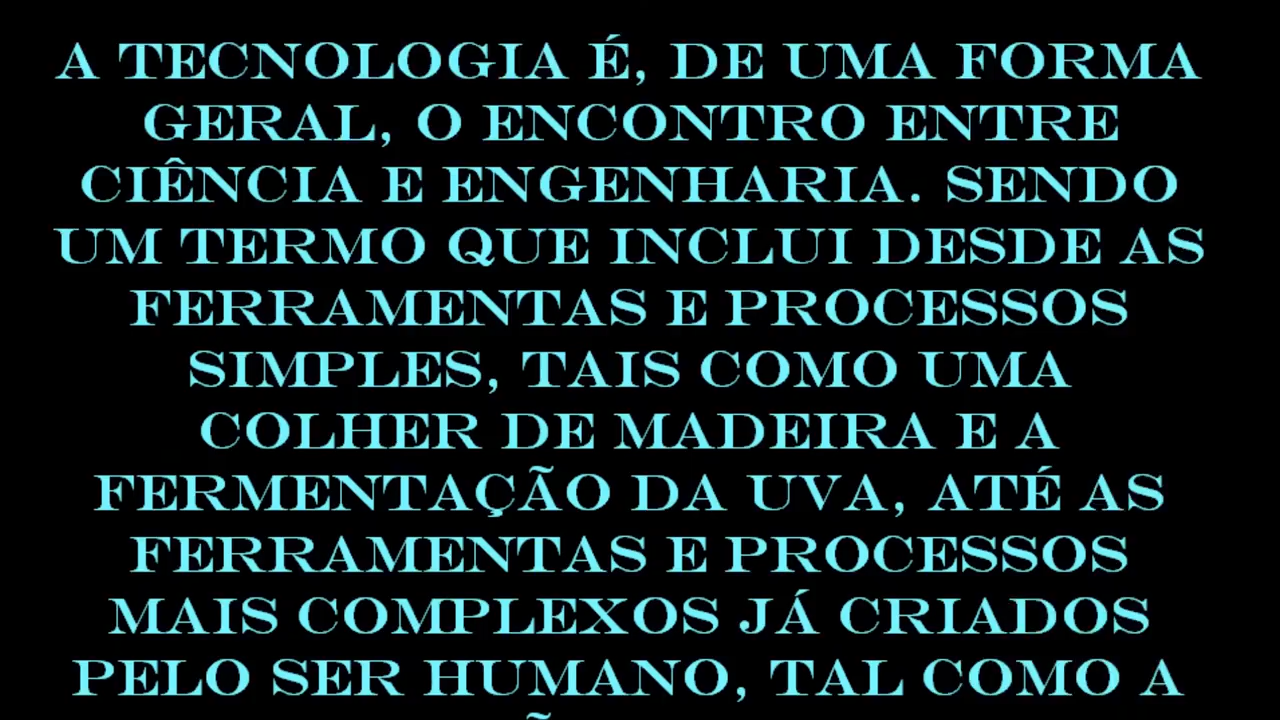 A TECNOLOGIA É, DE UMA FORMA
GERAL, O ENCONTRO ENTRE
CIÊNCIA E ENGENHARIA. SENDO
UM TERMO QUE INCLUI DESDE AS
FERRAMENTAS E PROCESSOS
SIMPLES, TAIS COMO UMA
COLHER DE MADEIRA E A
FERMENTAÇÃO DA UVA, ATÉ AS
FERRAMENTAS E PROCESSOS
MAIS COMPLEXOS JÁ CRIADOS
PELO SER HUMANO, TAL COMO A